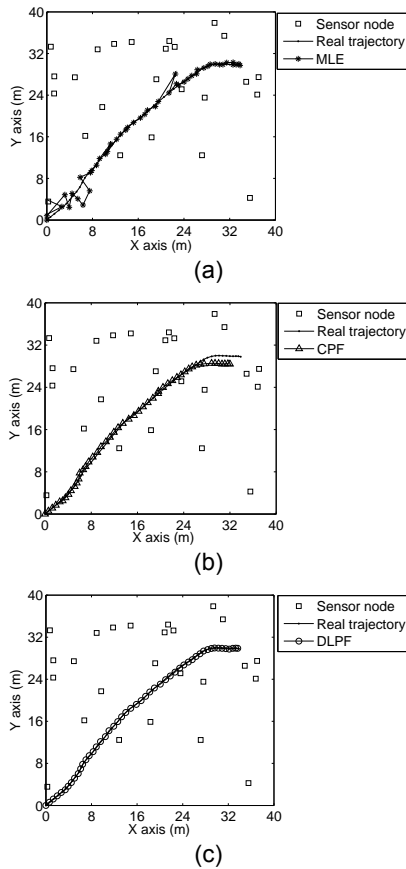 40
32
24
16
8
0
Y axis (m)
0 8 16 24 32 40
X axis (m)
Sensor node
Real trajectory
MLE
(a)
40
32
24
16
8
0
Y axis (m)
0 8 16 24 32 40
X axis (m)
Sensor node
Real trajectory
CPF
(b)
40
32
24
16
8
0
Y axis (m)
0 8 16 24 32 40
X axis (m)
Sensor node
Real trajectory
DLPF
(c)